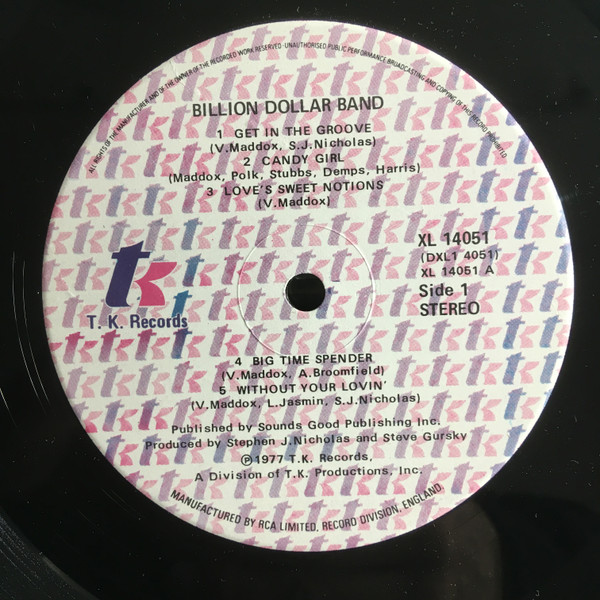 ALL RIGHTS OF THE MANUFACTURER AND OF THE OWNER OF THE RECORDED WORK RESERVED · UNAUTHORISED PUBLIC PERFORMANCE BROADCASTING AND COPYING OF THIS RECORD PROHIBITED
BILLION DOLLAR BAND
1 GET IN THE GROOVE
(V.Maddox, S.J.Nicholas)
2 CANDY GIRL
(Maddox, Polk, Stubbs, Demps, Harris)
3 LOVE'S SWEET NOTIONS
(V.Maddox)
tk
T. K. Records
XL 14051
(DXL1 4051)
XL 14051 A
Side 1
STEREO
4 BIG TIME SPENDER
(V.Maddox, A.Broomfield)
5 WITHOUT YOUR LOVIN'
(V.Maddox, L.Jasmin, S.J.Nicholas)
Published by Sounds Good Publishing Inc.
Produced by Stephen J.Nicholas and Steve Gursky
℗1977 T.K. Records,
A Division of T.K. Productions, Inc.
MANUFACTURED BY RCA LIMITED, RECORD DIVISION, ENGLAND.